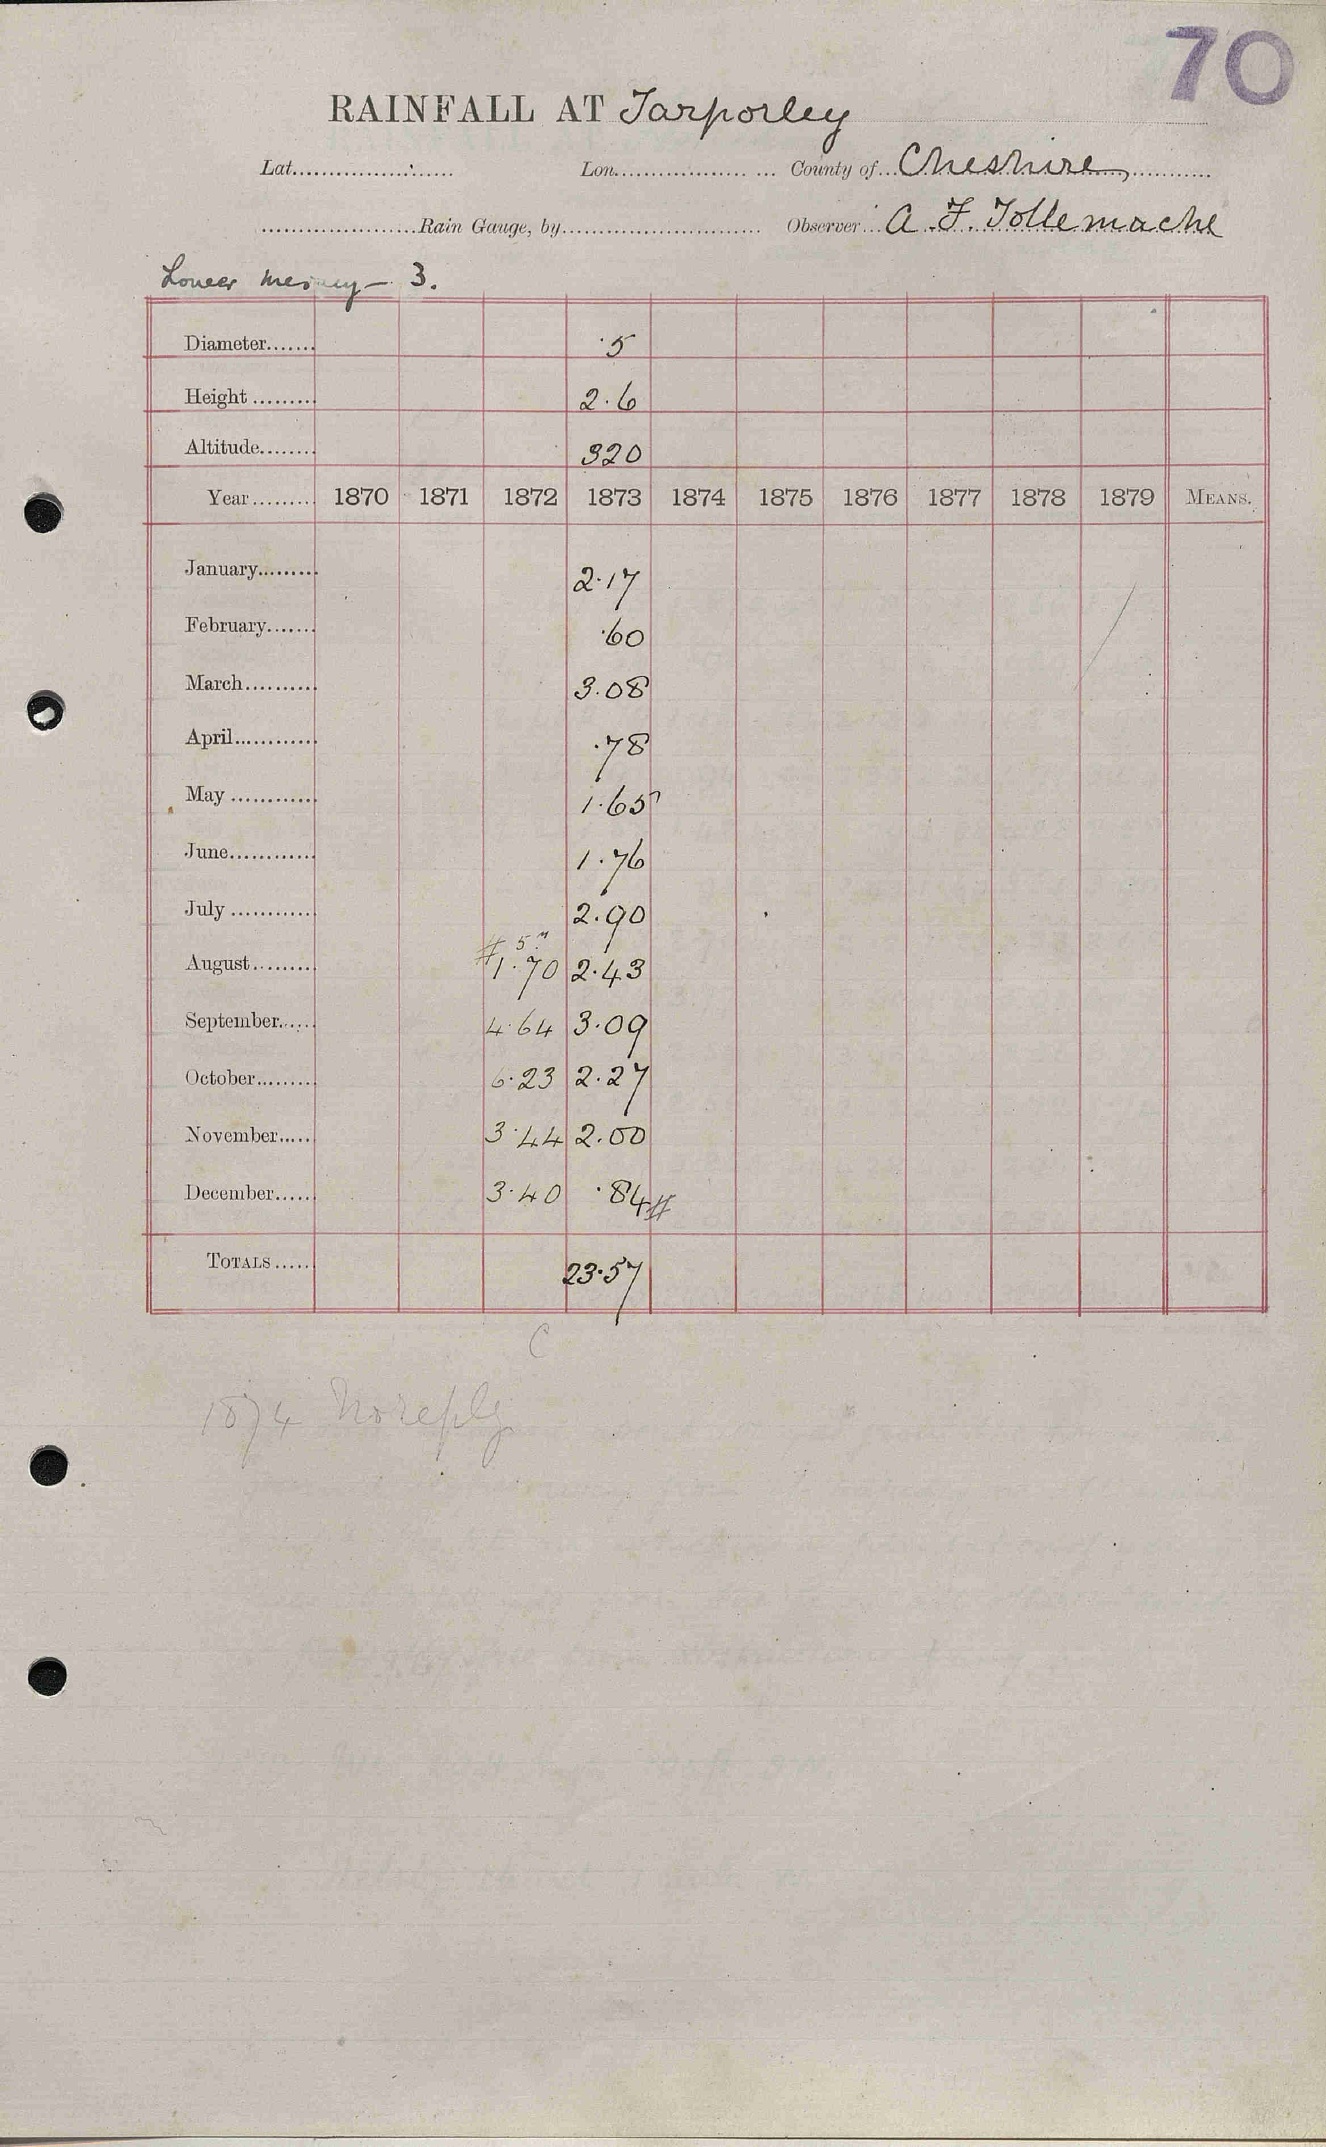 70
RAINFALL AT Tarporley
Lat. Lon. County of Cheshire
Rain Gauge, by Observer A. F. Tollemache
Lower Mersey — 3.
Diameter ·5
Height 2·6
Altitude 320
Year 1870 1871 1872 1873 1874 1875 1876 1877 1878 1879 MEANS.
January 2·17
February ·60
March 3·08
April ·78
May 1·65
June 1·76
July 2·90
# 5 m
August 1·70 2·43
September 4·64 3·09
October 6·23 2·27
November 3·44 2·00
December 3·40 ·84 #
TOTALS 23·57
C
1874 No reply